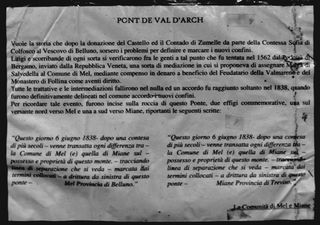 PONT DE VAL D'ARCH
Vuole la storia che dopo la donazione del Castello ed il Contado di Zumelle da parte della Contessa Sofia di
Colfosco al Vescovo di Belluno, sorsero i problemi per definire e marcare i nuovi confini.
Litigi e scorribande di ogni sorta si verificarono fra le genti a tal punto che fu tentata nel 1562 dal
Bergamo, inviato dalla Repubblica Veneta, una sorta di mediazione in cui si proponeva di assegnare
Salvedella al Comune di Mel, mediante compenso in denaro a beneficio del Feudatario della Valmareno e del
Monastero di Follina come aventi diritto.
Tutte le trattative e le intermediazioni fallirono nel nulla ed un accordo fu raggiunto soltanto nel 1838, quando
furono definitivamente delineati nel comune accordo i nuovi confini.
Per ricordare tale evento, furono incise sulla roccia di questo Ponte, due effigi commemorative, una sul
versante nord verso Mel e una a sud verso Miane, riportanti le seguenti scritte:
"Questo giorno 6 giugno 1838- dopo una contesa
di più secoli – venne transatta ogni differenza tra –
la Comune di Mel (e) quella di Miane sul –
possesso e proprietà di questo monte. – tracciando
linea di separazione che si veda – marcata dai
termini collocati – a drittura da sinistra di questo
ponte – Mel Provincia di Belluno."
"Questo giorno 6 giugno 1838- dopo una contesa
di più secoli – venne transatta ogni differenza tra –
la Comune di Mel (e) quella di Miane sul –
possesso e proprietà di questo monte. – tracciando
linea di separazione che si veda – marcata dai
termini collocati – a drittura da sinistra di questo
ponte – Miane Provincia di Treviso."
La Comunità di Mel e Miane